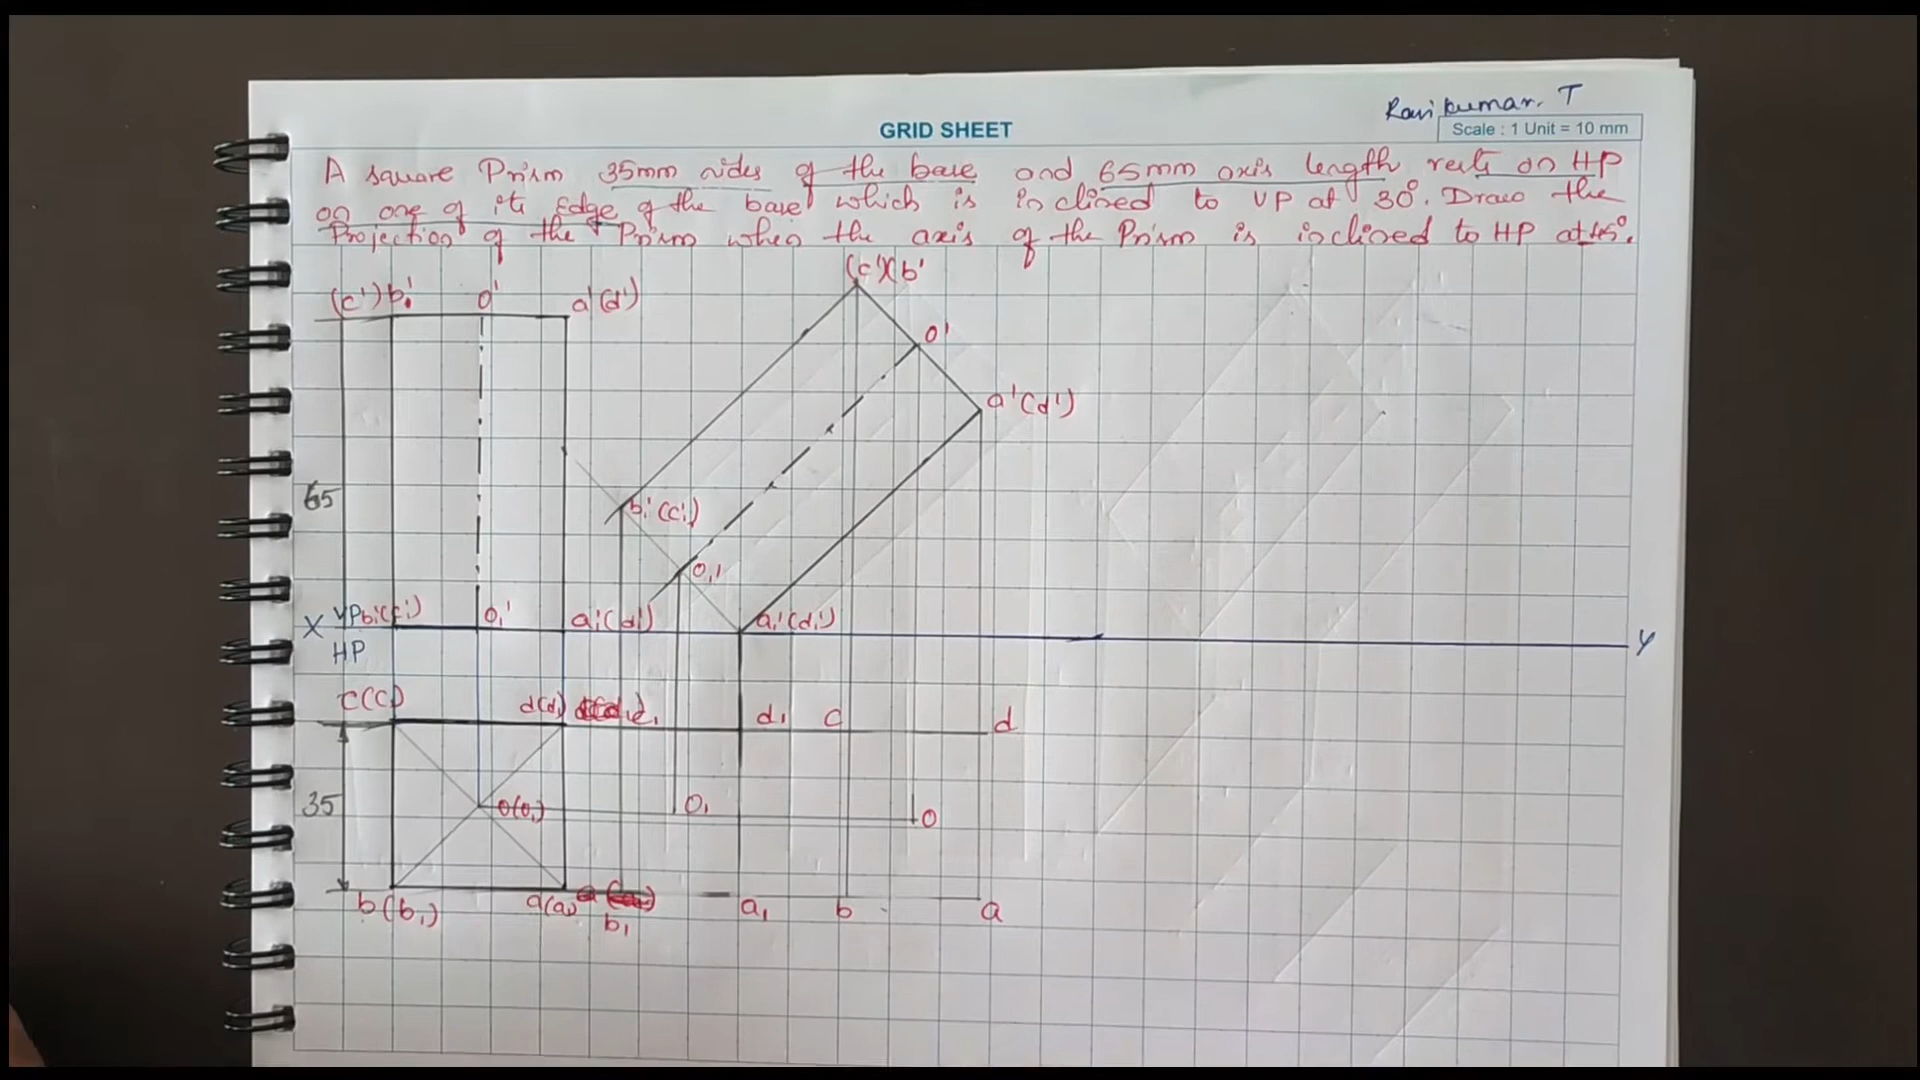 Ravi kumar. T
GRID SHEET
Scale : 1 Unit = 10 mm
A square Prism 35mm sides of the base and 65mm axis length rests on HP
on one of its Edge of the base which is inclined to VP at 30°. Draw the
Projection of the Prism when the axis of the Prism is inclined to HP at 45°.
(c')(b'
(c') b' o' a'(d')
o'
a'(d')
65
b₁'(c₁')
o₁'
X VP b₁'(c₁') o₁' a₁'(d₁') a₁'(d₁') Y
HP
c(c₁) d(d₁) c₁ d₁ c d
35 o(o₁) o₁ o
b(b₁) a(a₁) b₁ a₁ b a